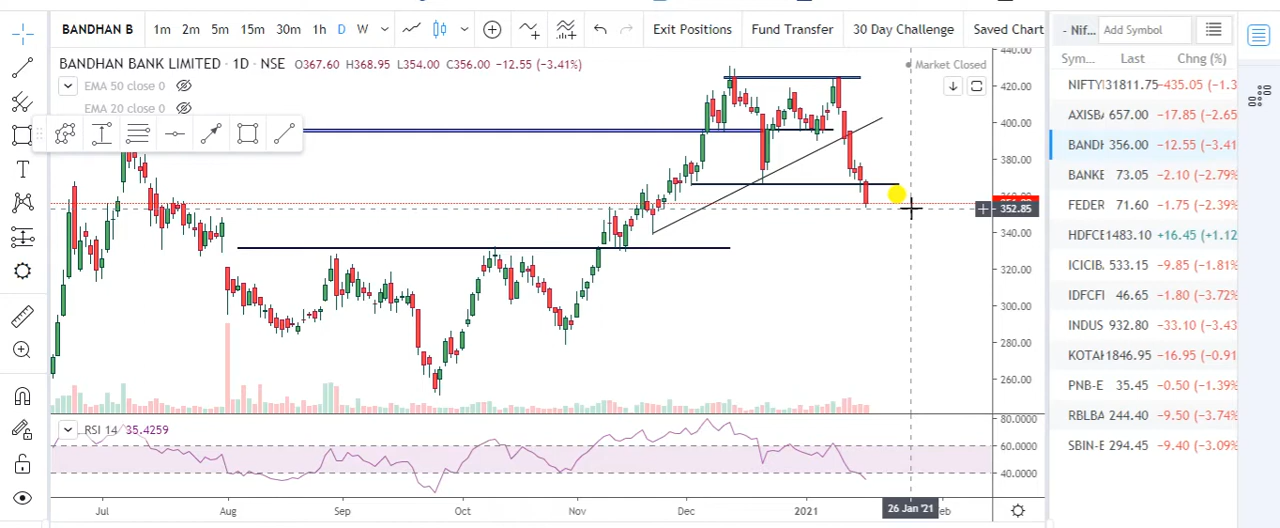 BANDHAN B 1m 2m 5m 15m 30m 1h D W Exit Positions Fund Transfer 30 Day Challenge Saved Chart
- Nif... Add Symbol
BANDHAN BANK LIMITED · 1D · NSE O367.60 H368.95 L354.00 C356.00 -12.55 (-3.41%)
Market Closed
EMA 50 close 0
EMA 20 close 0
440.00
420.00
400.00
380.00
352.85
340.00
320.00
300.00
280.00
260.00
RSI 14 35.4259
80.0000
60.0000
40.0000
Jul Aug Sep Oct Nov Dec 2021 26 Jan '21 eb
Sym... Last Chng (%)
NIFTY 31811.75 -435.05 (-1.3
AXISBA 657.00 -17.85 (-2.65
BANDH 356.00 -12.55 (-3.41
BANKE 73.05 -2.10 (-2.79%
FEDER 71.60 -1.75 (-2.39%
HDFCE 1483.10 +16.45 (+1.12
ICICIB. 533.15 -9.85 (-1.81%
IDFCFI 46.65 -1.80 (-3.72%
INDUS 932.80 -33.10 (-3.43
KOTAK 1846.95 -16.95 (-0.91
PNB-E 35.45 -0.50 (-1.39%
RBLBA 244.40 -9.50 (-3.74%
SBIN-E 294.45 -9.40 (-3.09%